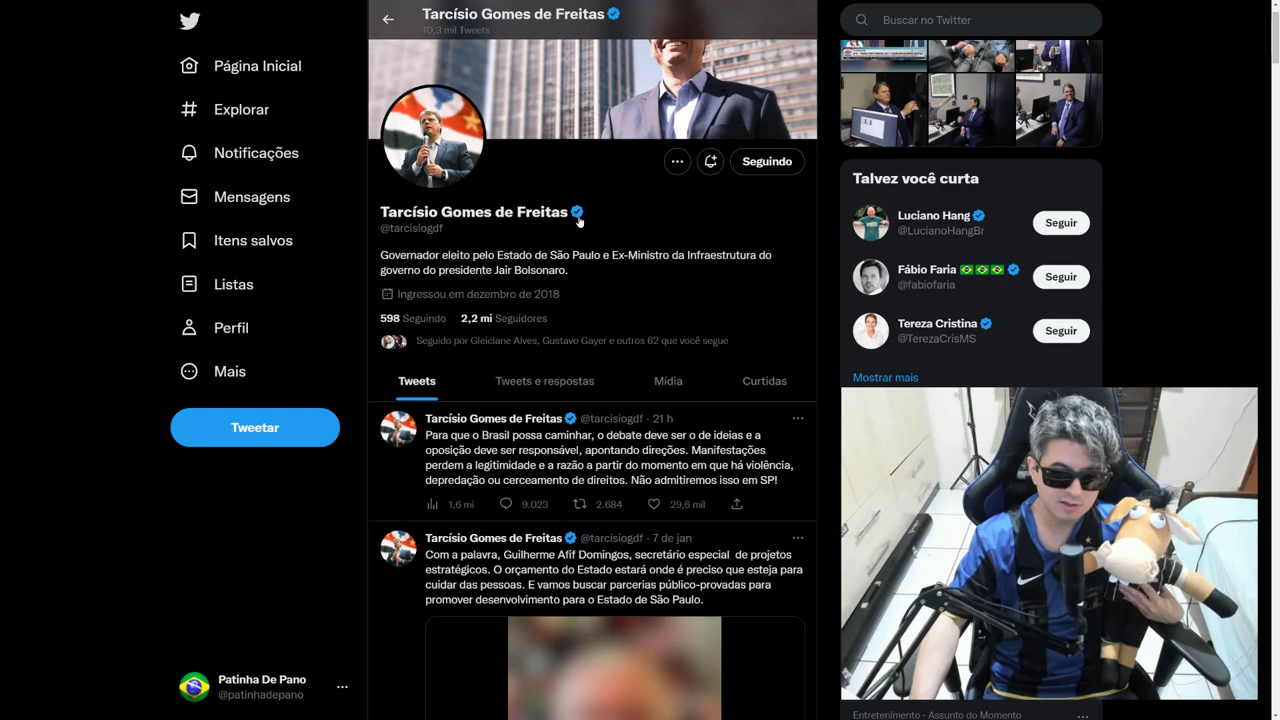 Página Inicial
Explorar
Notificações
Mensagens
Itens salvos
Listas
Perfil
Mais
Tweetar
Patinha De Pano
@patinhadepano
Tarcísio Gomes de Freitas
10,3 mil Tweets
Seguindo
Tarcísio Gomes de Freitas
@tarcisiogdf
Governador eleito pelo Estado de São Paulo e Ex-Ministro da Infraestrutura do
governo do presidente Jair Bolsonaro.
Ingressou em dezembro de 2018
598 Seguindo 2,2 mi Seguidores
Seguido por Gleiciane Alves, Gustavo Gayer e outros 62 que você segue
Tweets Tweets e respostas Mídia Curtidas
Tarcísio Gomes de Freitas @tarcisiogdf · 21 h
Para que o Brasil possa caminhar, o debate deve ser o de ideias e a
oposição deve ser responsável, apontando direções. Manifestações
perdem a legitimidade e a razão a partir do momento em que há violência,
depredação ou cerceamento de direitos. Não admitiremos isso em SP!
1,6 mi 9.023 2.684 29,6 mil
Tarcísio Gomes de Freitas @tarcisiogdf · 7 de jan
Com a palavra, Guilherme Afif Domingos, secretário especial de projetos
estratégicos. O orçamento do Estado estará onde é preciso que esteja para
cuidar das pessoas. E vamos buscar parcerias público-provadas para
promover desenvolvimento para o Estado de São Paulo.
Buscar no Twitter
Talvez você curta
Luciano Hang
@LucianoHangBr
Seguir
Fábio Faria
@fabiofaria
Seguir
Tereza Cristina
@TerezaCrisMS
Seguir
Mostrar mais
Entretenimento · Assunto do Momento